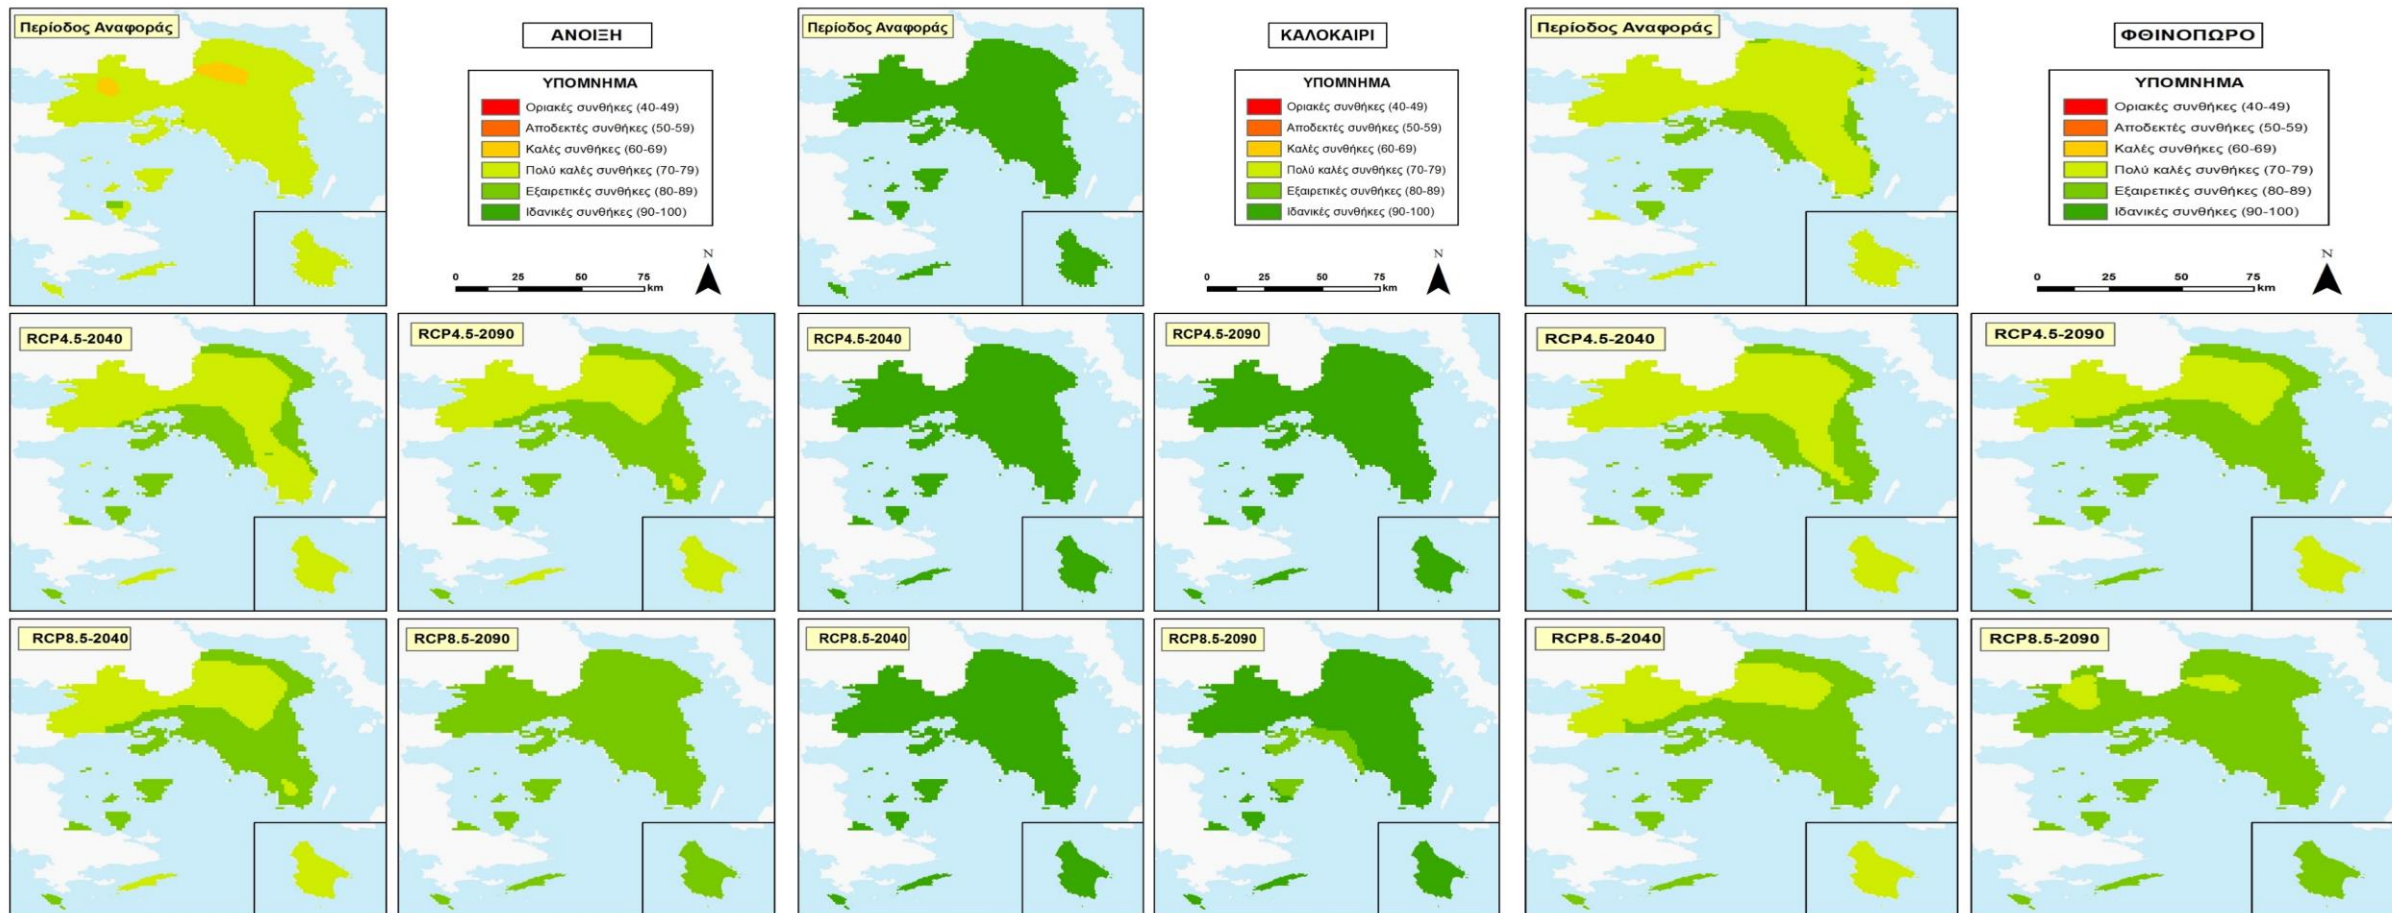 Περίοδος Αναφοράς
ΑΝΟΙΞΗ
ΥΠΟΜΝΗΜΑ
Οριακές συνθήκες (40-49)
Αποδεκτές συνθήκες (50-59)
Καλές συνθήκες (60-69)
Πολύ καλές συνθήκες (70-79)
Εξαιρετικές συνθήκες (80-89)
Ιδανικές συνθήκες (90-100)
N
0 25 50 75
km
Περίοδος Αναφοράς
ΚΑΛΟΚΑΙΡΙ
ΥΠΟΜΝΗΜΑ
Οριακές συνθήκες (40-49)
Αποδεκτές συνθήκες (50-59)
Καλές συνθήκες (60-69)
Πολύ καλές συνθήκες (70-79)
Εξαιρετικές συνθήκες (80-89)
Ιδανικές συνθήκες (90-100)
N
0 25 50 75
km
Περίοδος Αναφοράς
ΦΘΙΝΟΠΩΡΟ
ΥΠΟΜΝΗΜΑ
Οριακές συνθήκες (40-49)
Αποδεκτές συνθήκες (50-59)
Καλές συνθήκες (60-69)
Πολύ καλές συνθήκες (70-79)
Εξαιρετικές συνθήκες (80-89)
Ιδανικές συνθήκες (90-100)
N
0 25 50 75
km
RCP4.5-2040
RCP4.5-2090
RCP4.5-2040
RCP4.5-2090
RCP4.5-2040
RCP4.5-2090
RCP8.5-2040
RCP8.5-2090
RCP8.5-2040
RCP8.5-2090
RCP8.5-2040
RCP8.5-2090